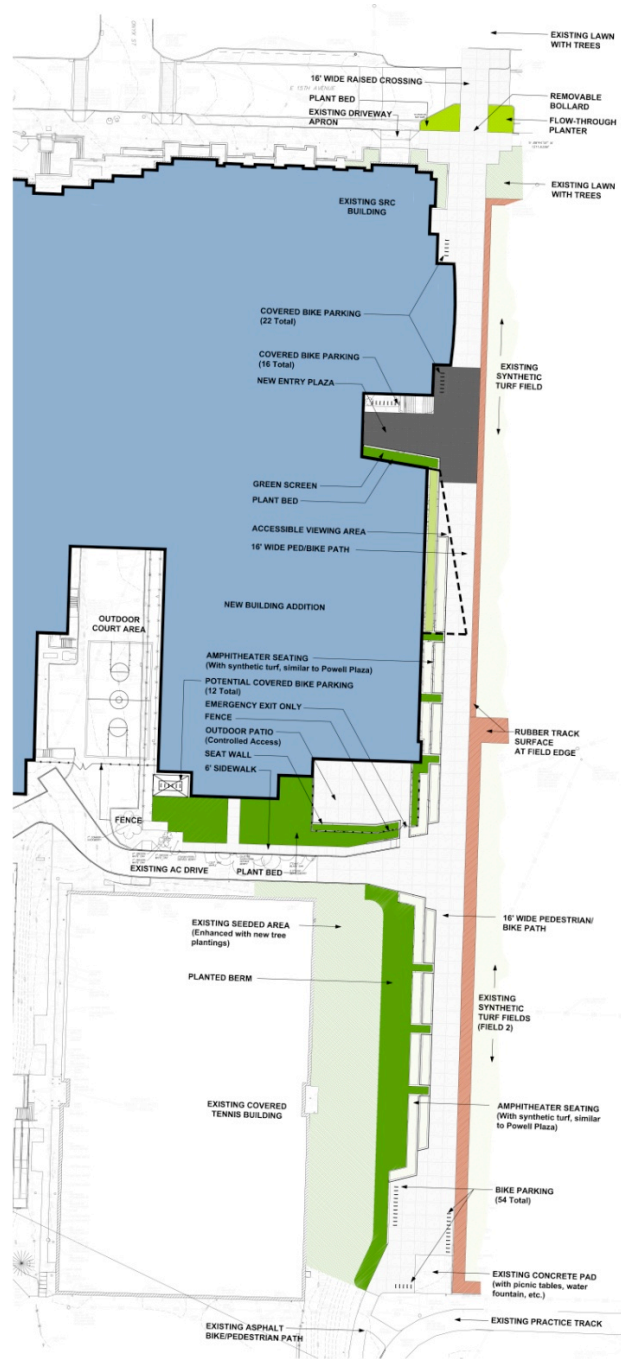 EXISTING LAWN
WITH TREES
16' WIDE RAISED CROSSING
E 15TH AVENUE
PLANT BED
EXISTING DRIVEWAY
APRON
REMOVABLE
BOLLARD
FLOW-THROUGH
PLANTER
EXISTING LAWN
WITH TREES
EXISTING SRC
BUILDING
COVERED BIKE PARKING
(22 Total)
COVERED BIKE PARKING
(16 Total)
NEW ENTRY PLAZA
EXISTING
SYNTHETIC
TURF FIELD
GREEN SCREEN
PLANT BED
ACCESSIBLE VIEWING AREA
16' WIDE PED/BIKE PATH
NEW BUILDING ADDITION
OUTDOOR
COURT AREA
AMPHITHEATER SEATING
(With synthetic turf, similar to Powell Plaza)
POTENTIAL COVERED BIKE PARKING
(12 Total)
EMERGENCY EXIT ONLY
FENCE
OUTDOOR PATIO
(Controlled Access)
SEAT WALL
6' SIDEWALK
RUBBER TRACK
SURFACE
AT FIELD EDGE
FENCE
EXISTING AC DRIVE
PLANT BED
EXISTING SEEDED AREA
(Enhanced with new tree
plantings)
16' WIDE PEDESTRIAN/
BIKE PATH
PLANTED BERM
EXISTING
SYNTHETIC
TURF FIELDS
(FIELD 2)
EXISTING COVERED
TENNIS BUILDING
AMPHITHEATER SEATING
(With synthetic turf, similar
to Powell Plaza)
BIKE PARKING
(54 Total)
EXISTING CONCRETE PAD
(with picnic tables, water
fountain, etc.)
EXISTING ASPHALT
BIKE/PEDESTRIAN PATH
EXISTING PRACTICE TRACK